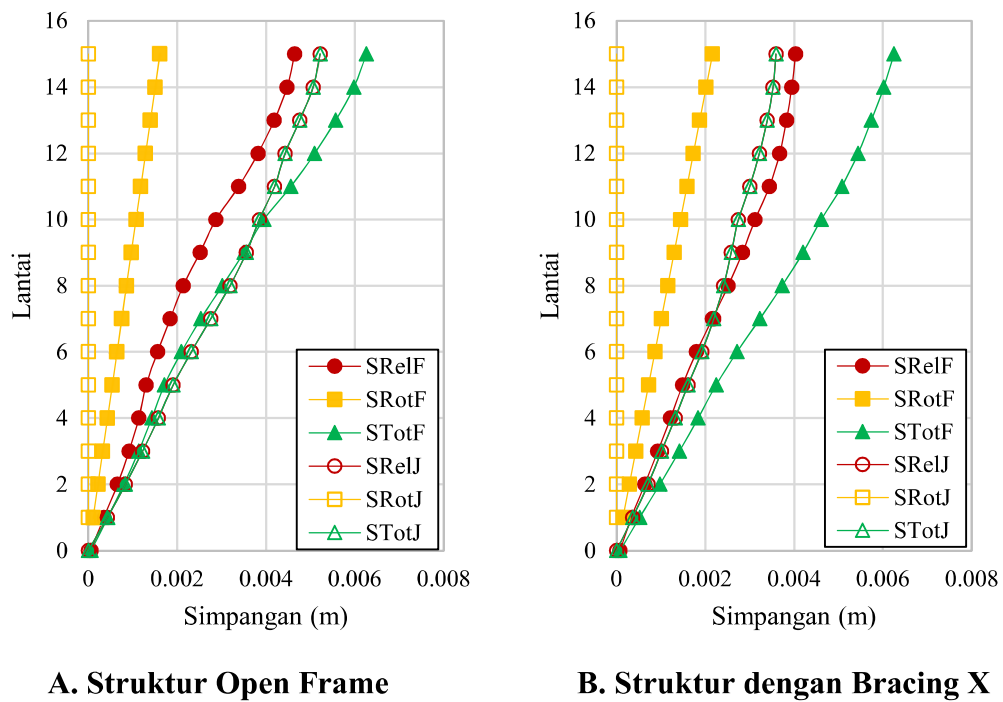 16
14
12
10
8
6
4
2
0
Lantai
SRelF
SRotF
STotF
SRelJ
SRotJ
STotJ
0 0.002 0.004 0.006 0.008
Simpangan (m)
A. Struktur Open Frame
16
14
12
10
8
6
4
2
0
Lantai
SRelF
SRotF
STotF
SRelJ
SRotJ
STotJ
0 0.002 0.004 0.006 0.008
Simpangan (m)
B. Struktur dengan Bracing X